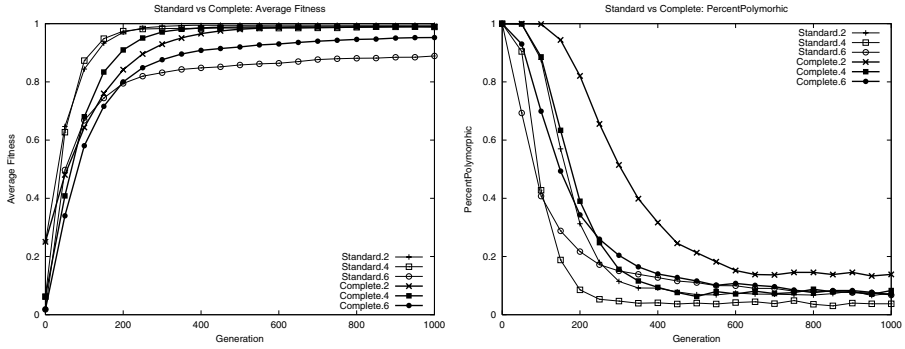 Standard vs Complete: Average Fitness
1
0.8
0.6
0.4
0.2
0
Average Fitness
0
200
400
600
800
1000
Generation
Standard.2
Standard.4
Standard.6
Complete.2
Complete.4
Complete.6
Standard vs Complete: PercentPolymorhic
1
0.8
0.6
0.4
0.2
0
PercentPolymorphic
0
200
400
600
800
1000
Generation
Standard.2
Standard.4
Standard.6
Complete.2
Complete.4
Complete.6